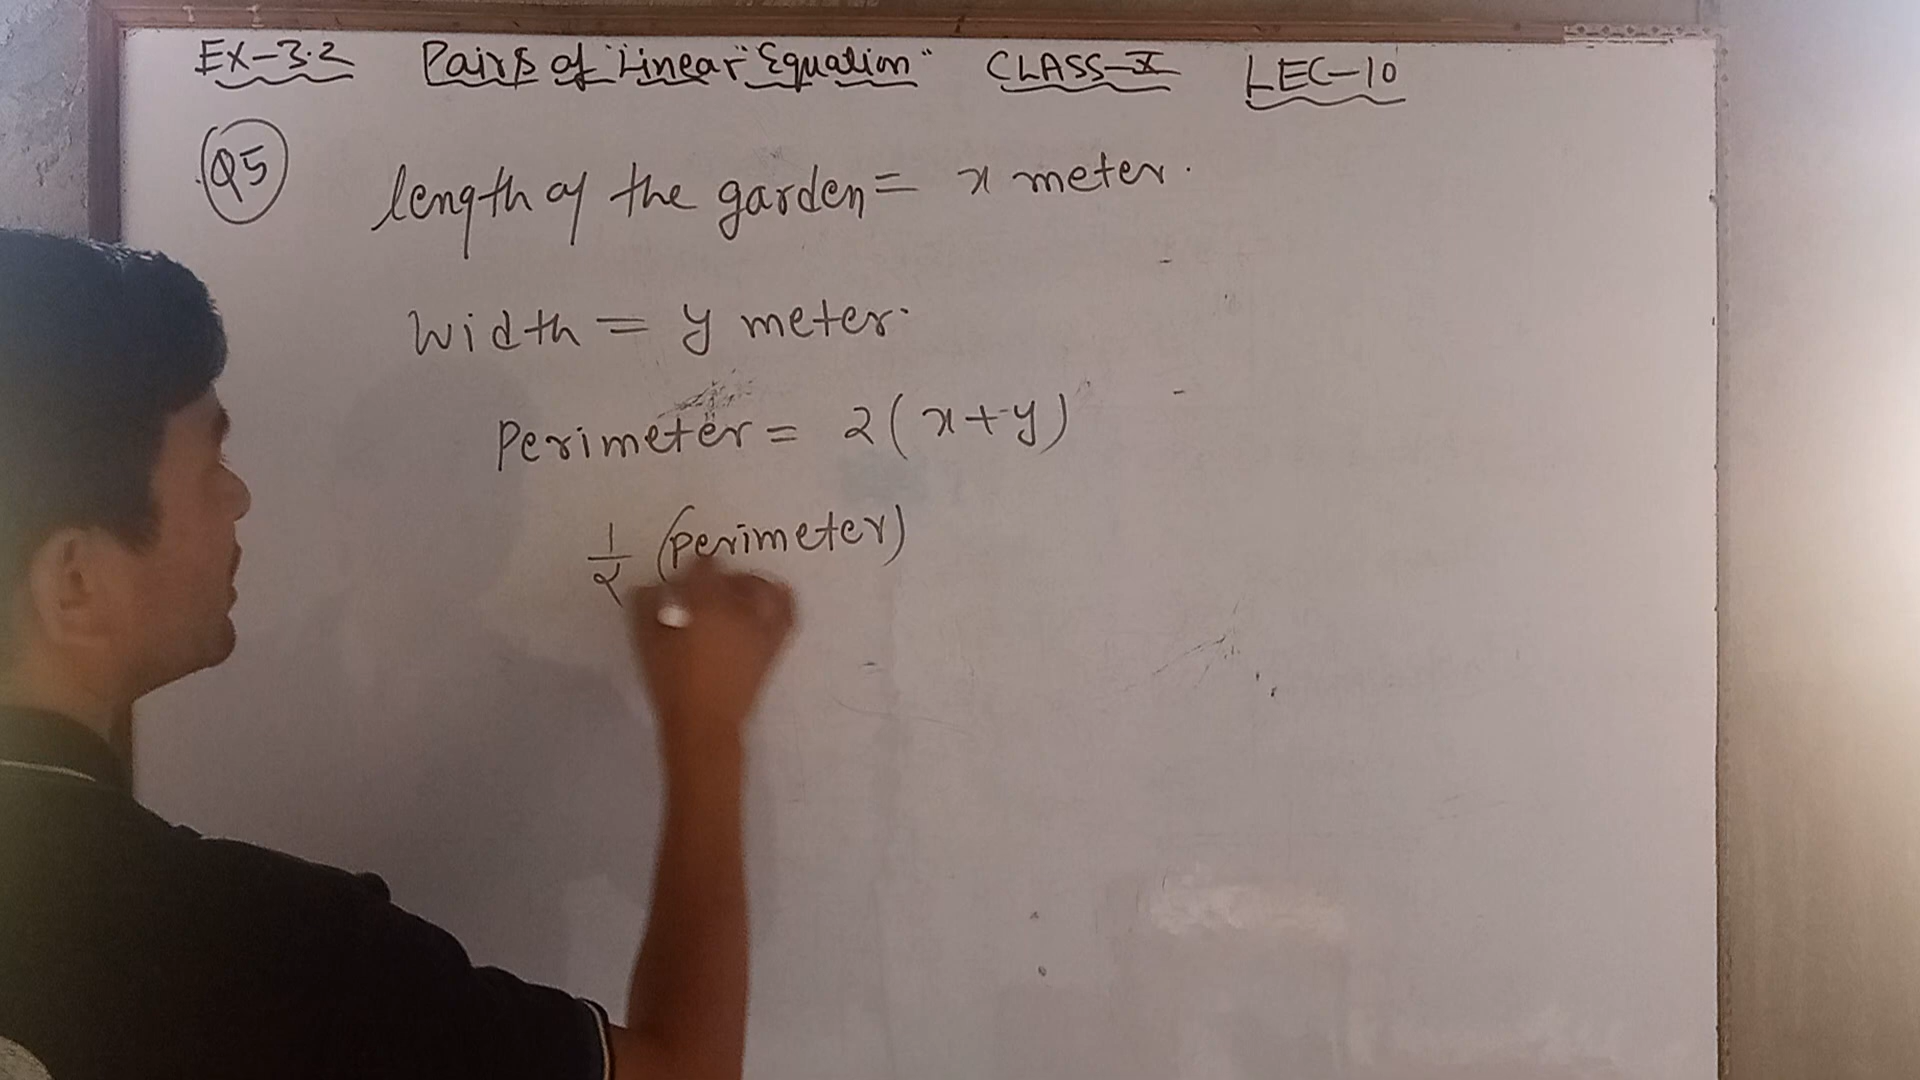 EX-3.2 Pairs of "Linear" Equation" CLASS-X LEC-10
Q5 length of the garden = x meter.
Width = y meter.
Perimeter = 2(x+y)
1/2 (perimeter)